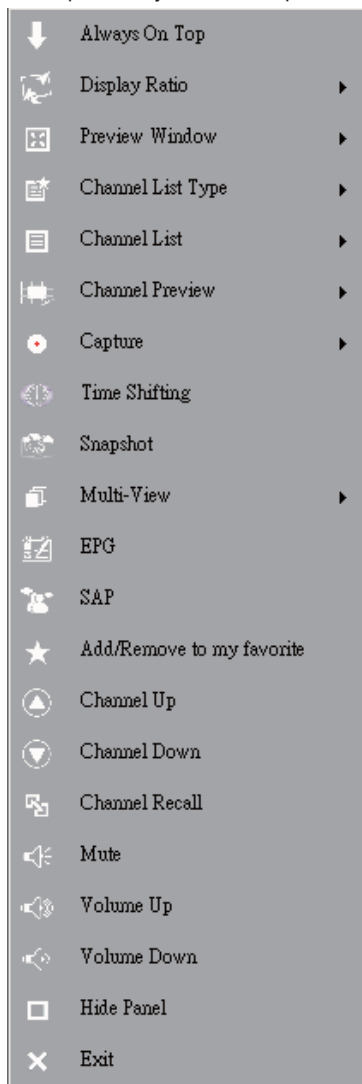 Always On Top
Display Ratio
Preview Window
Channel List Type
Channel List
Channel Preview
Capture
Time Shifting
Snapshot
Multi-View
EPG
SAP
Add/Remove to my favorite
Channel Up
Channel Down
Channel Recall
Mute
Volume Up
Volume Down
Hide Panel
Exit